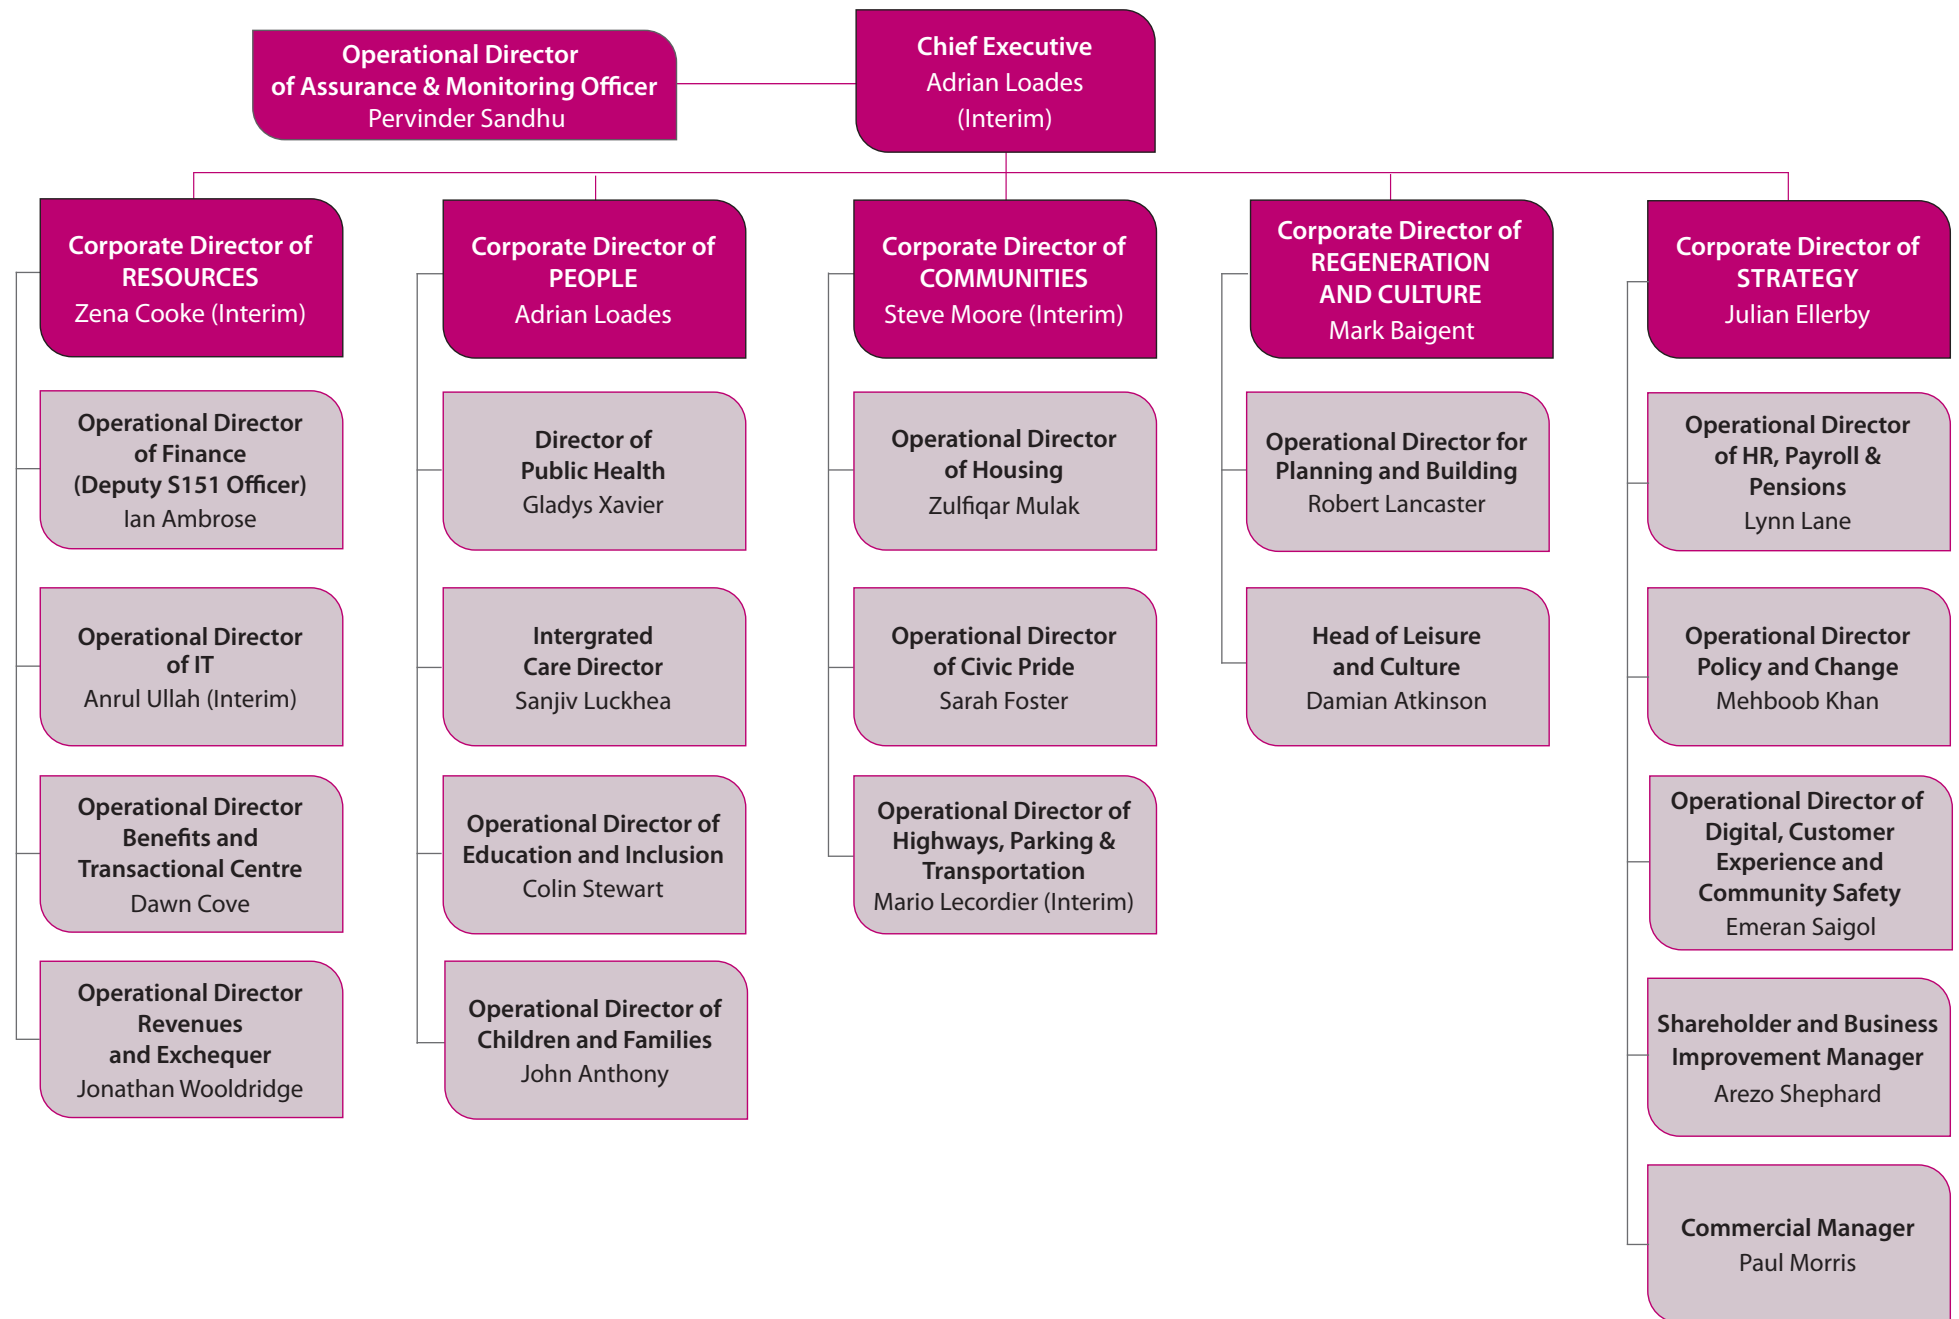 Operational Director
of Assurance & Monitoring Officer
Pervinder Sandhu
Chief Executive
Adrian Loades
(Interim)
Corporate Director of
RESOURCES
Zena Cooke (Interim)
Operational Director
of Finance
(Deputy S151 Officer)
Ian Ambrose
Operational Director
of IT
Anrul Ullah (Interim)
Operational Director
Benefits and
Transactional Centre
Dawn Cove
Operational Director
Revenues
and Exchequer
Jonathan Wooldridge
Corporate Director of
PEOPLE
Adrian Loades
Director of
Public Health
Gladys Xavier
Intergrated
Care Director
Sanjiv Luckhea
Operational Director of
Education and Inclusion
Colin Stewart
Operational Director of
Children and Families
John Anthony
Corporate Director of
COMMUNITIES
Steve Moore (Interim)
Operational Director
of Housing
Zulfiqar Mulak
Operational Director
of Civic Pride
Sarah Foster
Operational Director of
Highways, Parking &
Transportation
Mario Lecordier (Interim)
Corporate Director of
REGENERATION
AND CULTURE
Mark Baigent
Operational Director for
Planning and Building
Robert Lancaster
Head of Leisure
and Culture
Damian Atkinson
Corporate Director of
STRATEGY
Julian Ellerby
Operational Director
of HR, Payroll &
Pensions
Lynn Lane
Operational Director
Policy and Change
Mehboob Khan
Operational Director of
Digital, Customer
Experience and
Community Safety
Emeran Saigol
Shareholder and Business
Improvement Manager
Arezo Shephard
Commercial Manager
Paul Morris